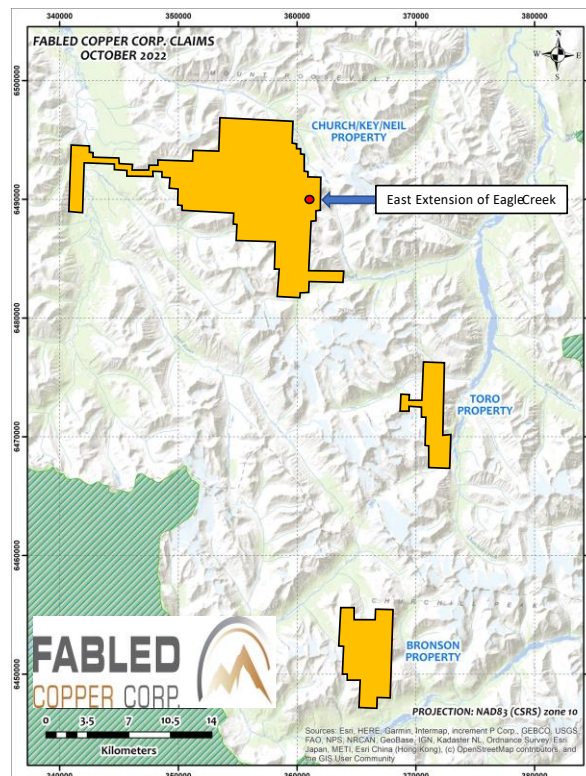 340000 350000 360000 370000 380000
FABLED COPPER CORP. CLAIMS
OCTOBER 2022
N
W E
S
6500000
MOUNT ROOSEVELT
CHURCH/KEY/NEIL
PROPERTY
6490000
East Extension of EagleCreek
6480000
TORO
PROPERTY
6470000
6460000
CHURCHILL PEAK
BRONSON
PROPERTY
6450000
FABLED
COPPER CORP.
PROJECTION: NAD83 (CSRS) zone 10
0 3.5 7 10.5 14
Kilometers
Sources: Esri, HERE, Garmin, Intermap, increment P Corp., GEBCO, USGS,
FAO, NPS, NRCAN, GeoBase, IGN, Kadaster NL, Ordnance Survey, Esri
Japan, METI, Esri China (Hong Kong), (c) OpenStreetMap contributors, and
the GIS User Community
340000 350000 360000 370000 380000